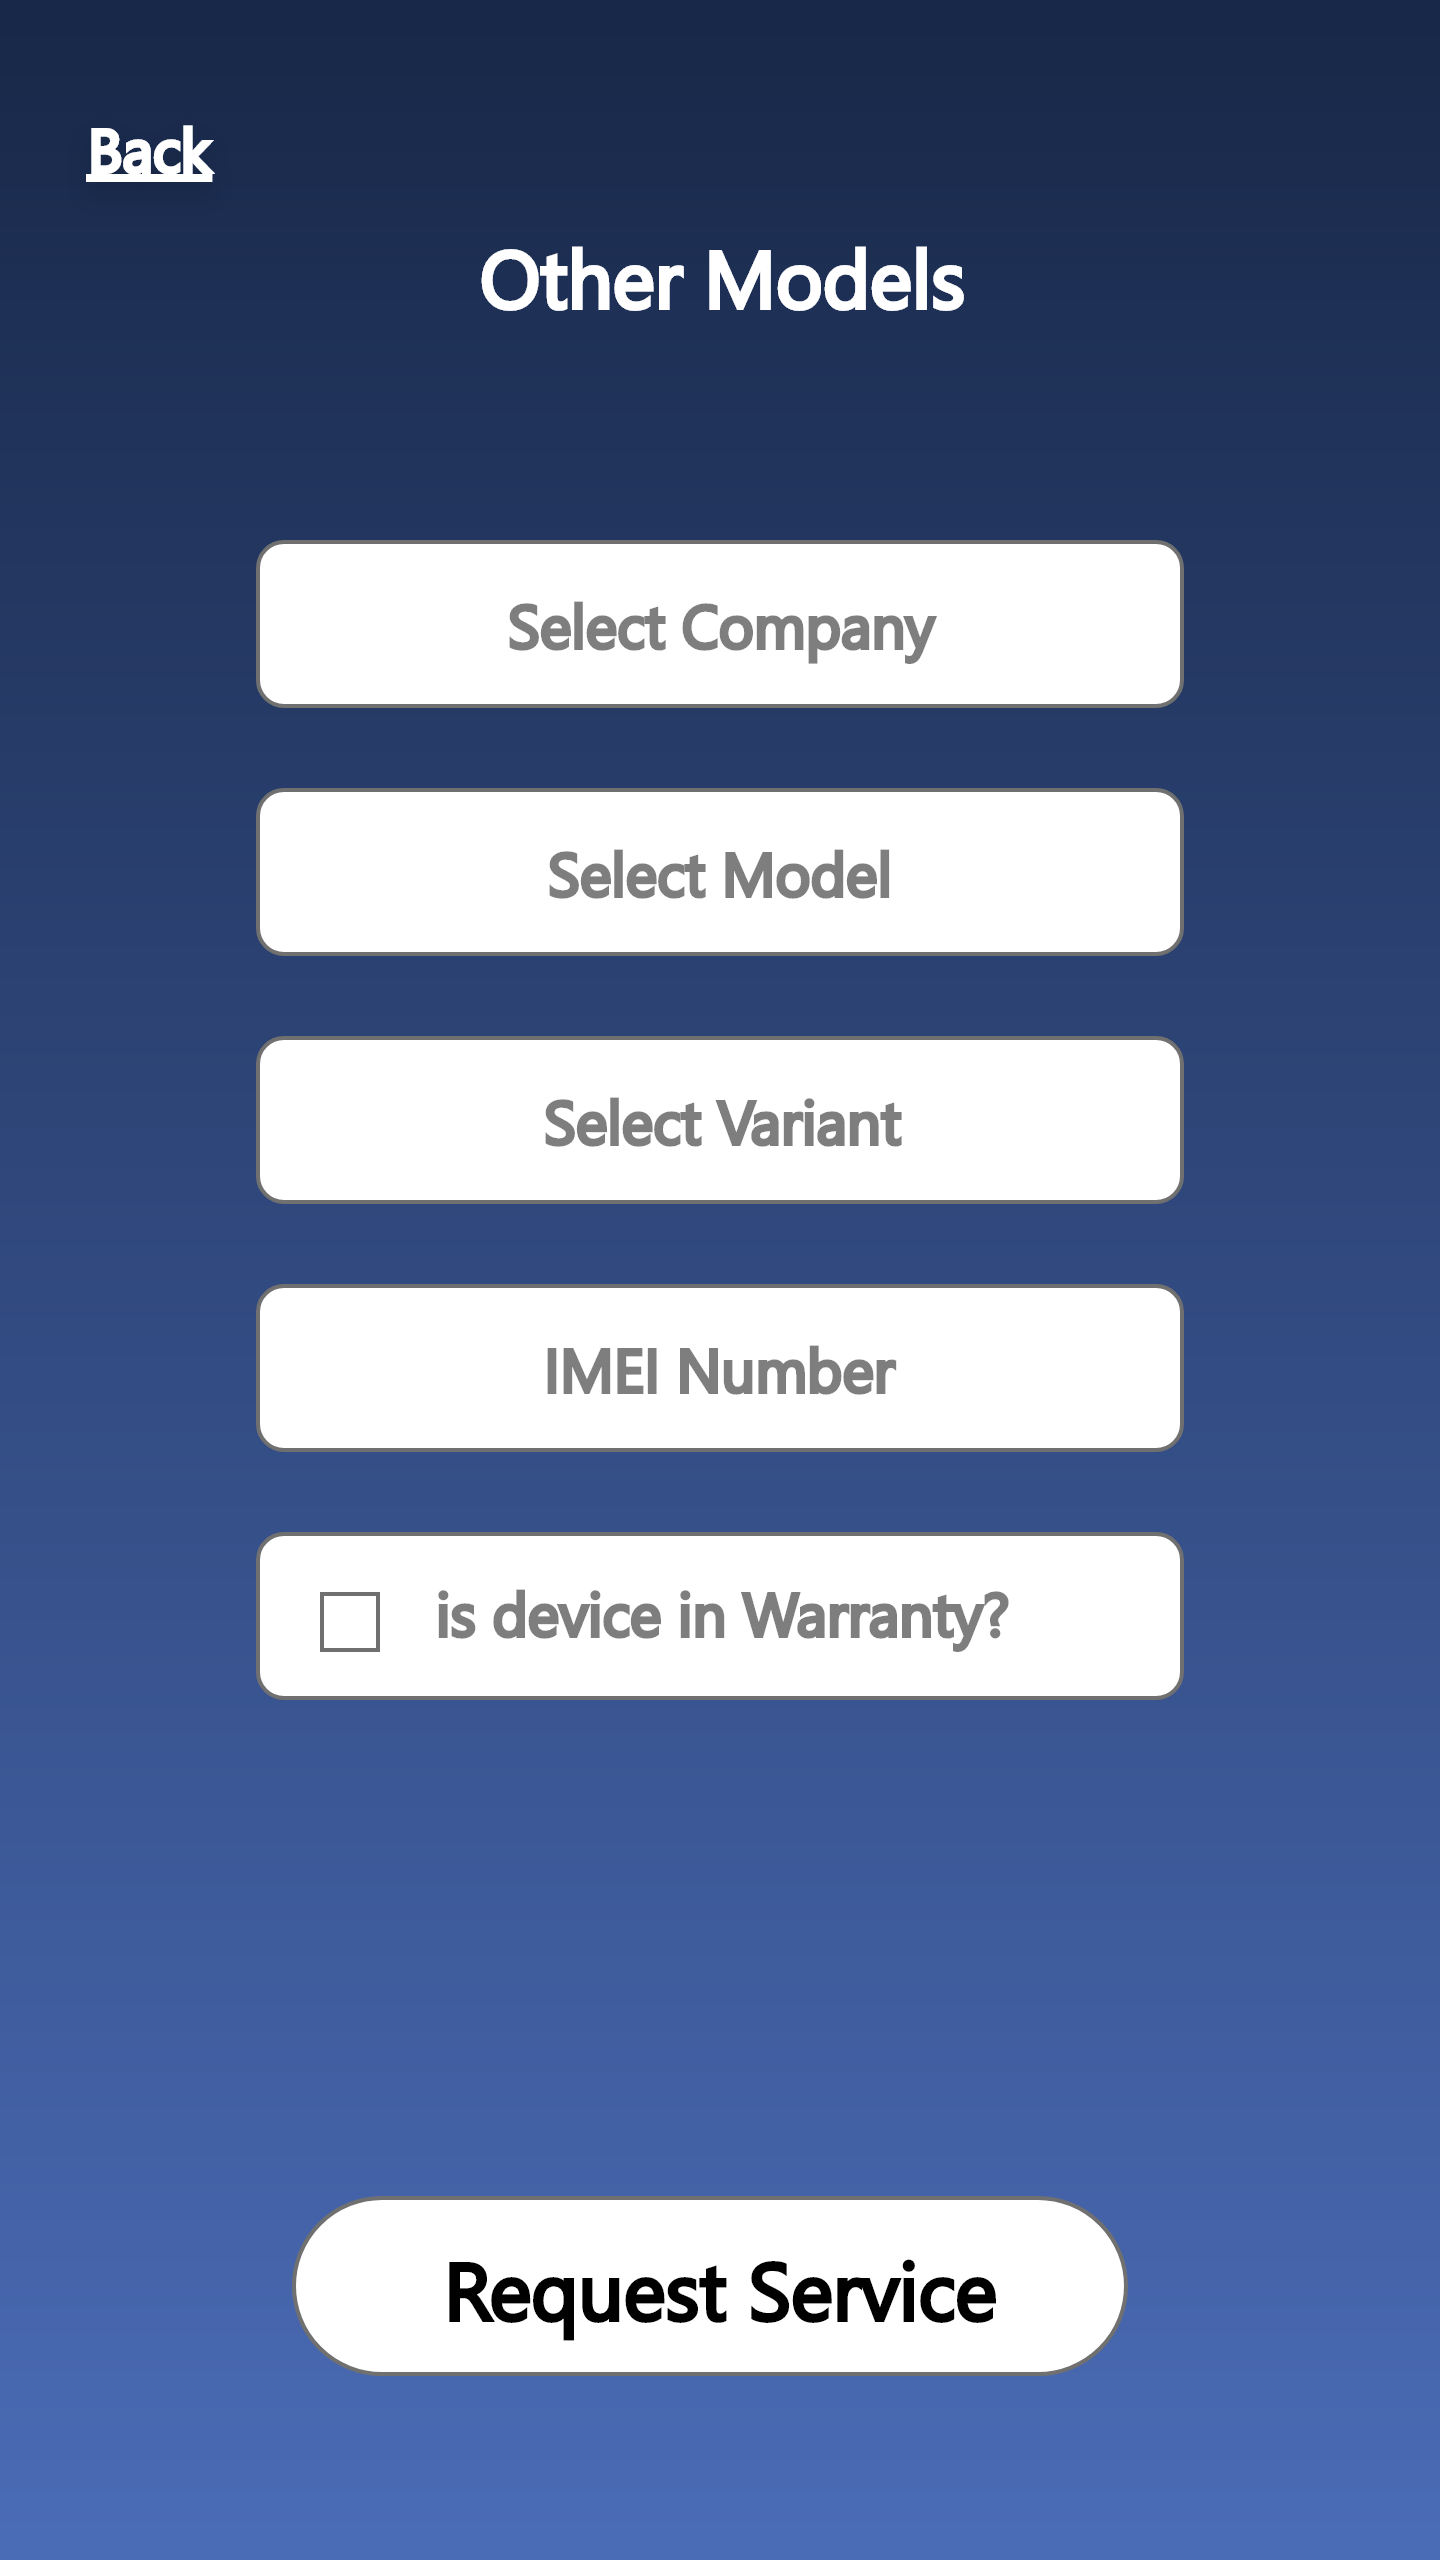 Back
Other Models
Select Company
Select Model
Select Variant
IMEI Number
is device in Warranty?
Request Service